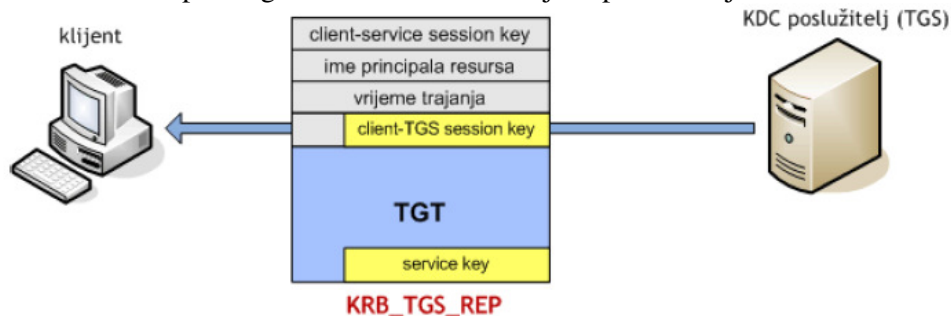 KDC poslužitelj (TGS)
klijent
client-service session key
ime principala resursa
vrijeme trajanja
client-TGS session key
TGT
service key
KRB_TGS_REP